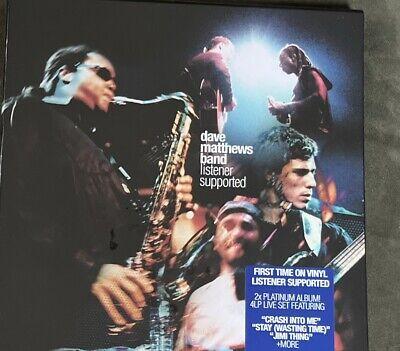 dave
matthews
band
listener
supported
FIRST TIME ON VINYL
LISTENER SUPPORTED
2x PLATINUM ALBUM!
4LP LIVE SET FEATURING
"CRASH INTO ME"
"STAY (WASTING TIME)"
"JIMI THING"
+MORE